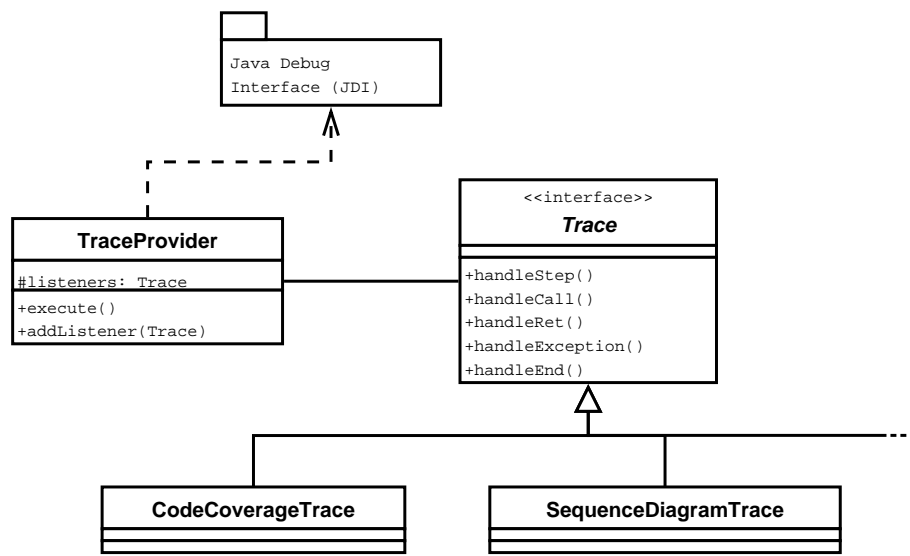 Java Debug
Interface (JDI)
<<interface>>
Trace
TraceProvider
#listeners: Trace
+execute()
+addListener(Trace)
+handleStep()
+handleCall()
+handleRet()
+handleException()
+handleEnd()
CodeCoverageTrace
SequenceDiagramTrace